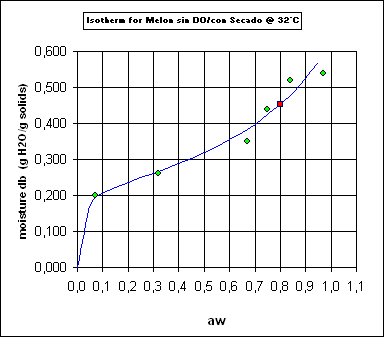 Isotherm for Melon sin DO/con Secado @ 32°C
moisture db (g H2O/g solids)
0,600
0,500
0,400
0,300
0,200
0,100
0,000
0,0 0,1 0,2 0,3 0,4 0,5 0,6 0,7 0,8 0,9 1,0 1,1
aw